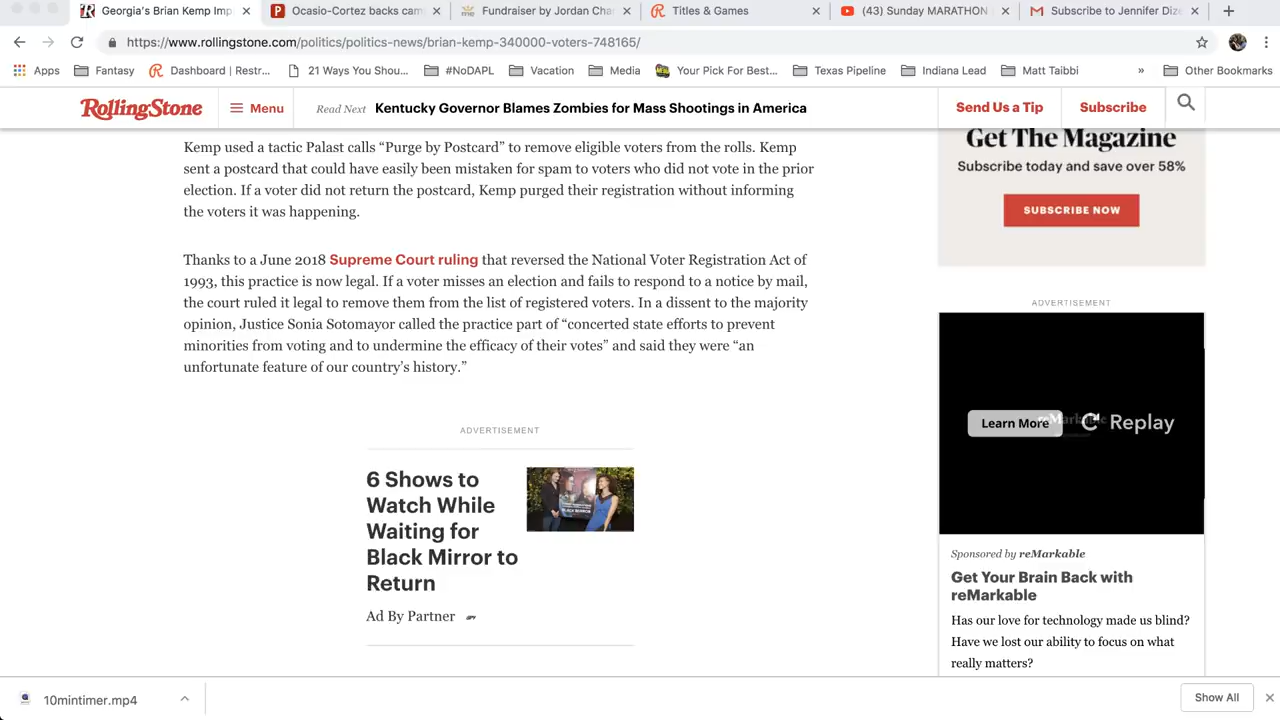 Georgia's Brian Kemp Imp
Ocasio-Cortez backs cam
Fundraiser by Jordan Cha
Titles & Games
(43) Sunday MARATHON
Subscribe to Jennifer Dize
https://www.rollingstone.com/politics/politics-news/brian-kemp-340000-voters-748165/
Apps
Fantasy
Dashboard | Restr...
21 Ways You Shou...
#NoDAPL
Vacation
Media
Your Pick For Best...
Texas Pipeline
Indiana Lead
Matt Taibbi
»
Other Bookmarks
RollingStone
Menu
Read Next Kentucky Governor Blames Zombies for Mass Shootings in America
Send Us a Tip
Subscribe
Kemp used a tactic Palast calls “Purge by Postcard” to remove eligible voters from the rolls. Kemp
sent a postcard that could have easily been mistaken for spam to voters who did not vote in the prior
election. If a voter did not return the postcard, Kemp purged their registration without informing
the voters it was happening.
Thanks to a June 2018 Supreme Court ruling that reversed the National Voter Registration Act of
1993, this practice is now legal. If a voter misses an election and fails to respond to a notice by mail,
the court ruled it legal to remove them from the list of registered voters. In a dissent to the majority
opinion, Justice Sonia Sotomayor called the practice part of “concerted state efforts to prevent
minorities from voting and to undermine the efficacy of their votes” and said they were “an
unfortunate feature of our country’s history.”
ADVERTISEMENT
6 Shows to
Watch While
Waiting for
Black Mirror to
Return
Ad By Partner
Get The Magazine
Subscribe today and save over 58%
SUBSCRIBE NOW
ADVERTISEMENT
Learn More
Replay
Sponsored by reMarkable
Get Your Brain Back with
reMarkable
Has our love for technology made us blind?
Have we lost our ability to focus on what
really matters?
10mintimer.mp4
Show All